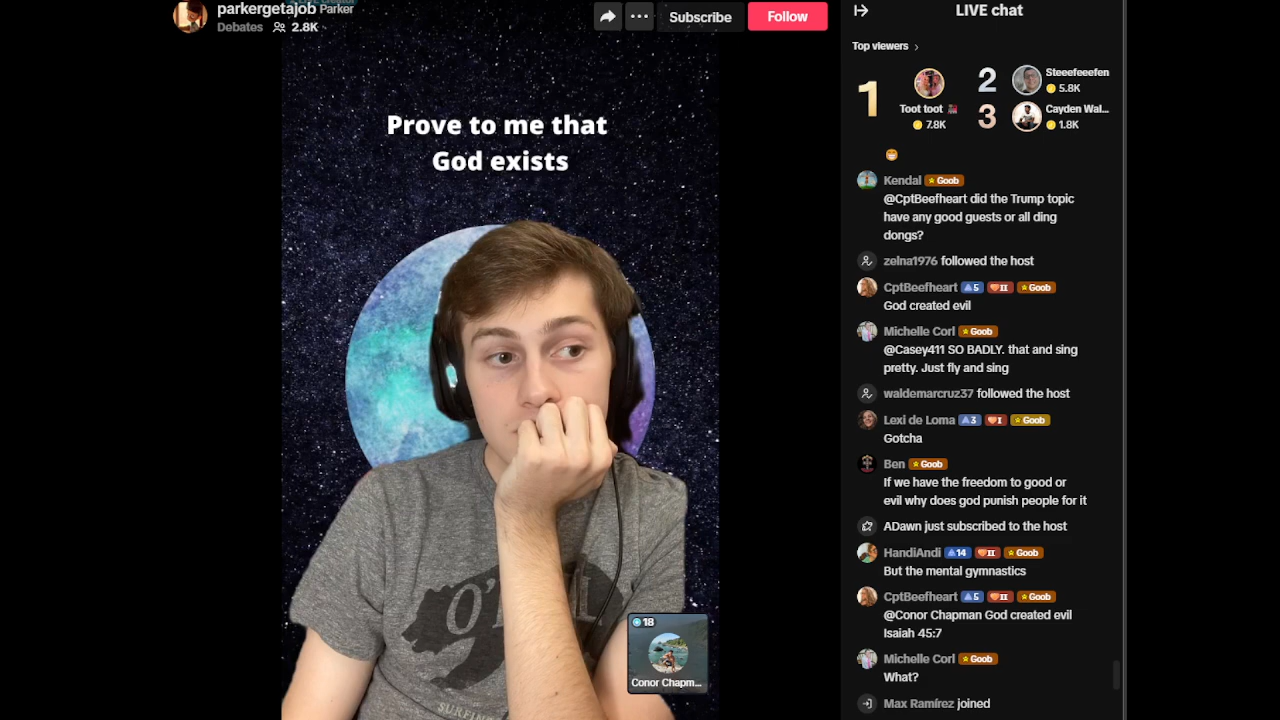 parkergetajob Parker
Debates 2.8K
Subscribe
Follow
Prove to me that
God exists
O'
SURFING
18
Conor Chapm...
LIVE chat
Top viewers >
1
Toot toot
7.8K
2
Steeefeeefen
5.8K
3
Cayden Wal...
1.8K
Kendal Goob
@CptBeefheart did the Trump topic
have any good guests or all ding
dongs?
zelna1976 followed the host
CptBeefheart 5 II Goob
God created evil
Michelle Corl Goob
@Casey411 SO BADLY. that and sing
pretty. Just fly and sing
waldemarcruz37 followed the host
Lexi de Loma 3 I Goob
Gotcha
Ben Goob
If we have the freedom to good or
evil why does god punish people for it
ADawn just subscribed to the host
HandiAndi 14 II Goob
But the mental gymnastics
CptBeefheart 5 II Goob
@Conor Chapman God created evil
Isaiah 45:7
Michelle Corl Goob
What?
Max Ramírez joined